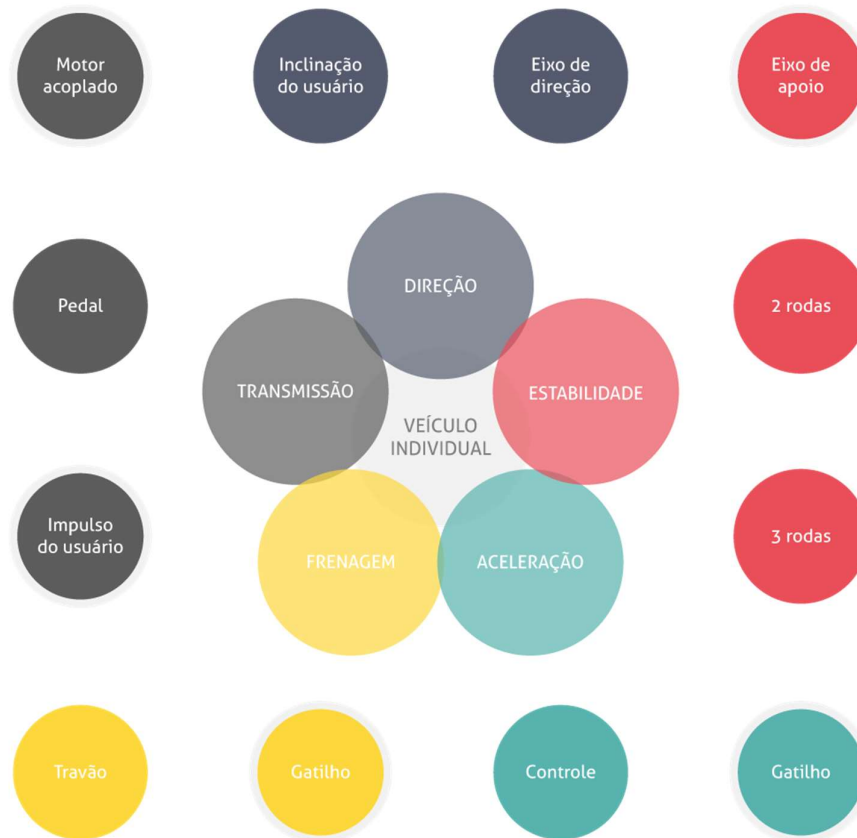 Motor
acoplado
Inclinação
do usuário
Eixo de
direção
Eixo de
apoio
Pedal
DIREÇÃO
2 rodas
TRANSMISSÃO
ESTABILIDADE
VEÍCULO
INDIVIDUAL
Impulso
do usuário
FRENAGEM
ACELERAÇÃO
3 rodas
Travão
Gatilho
Controle
Gatilho